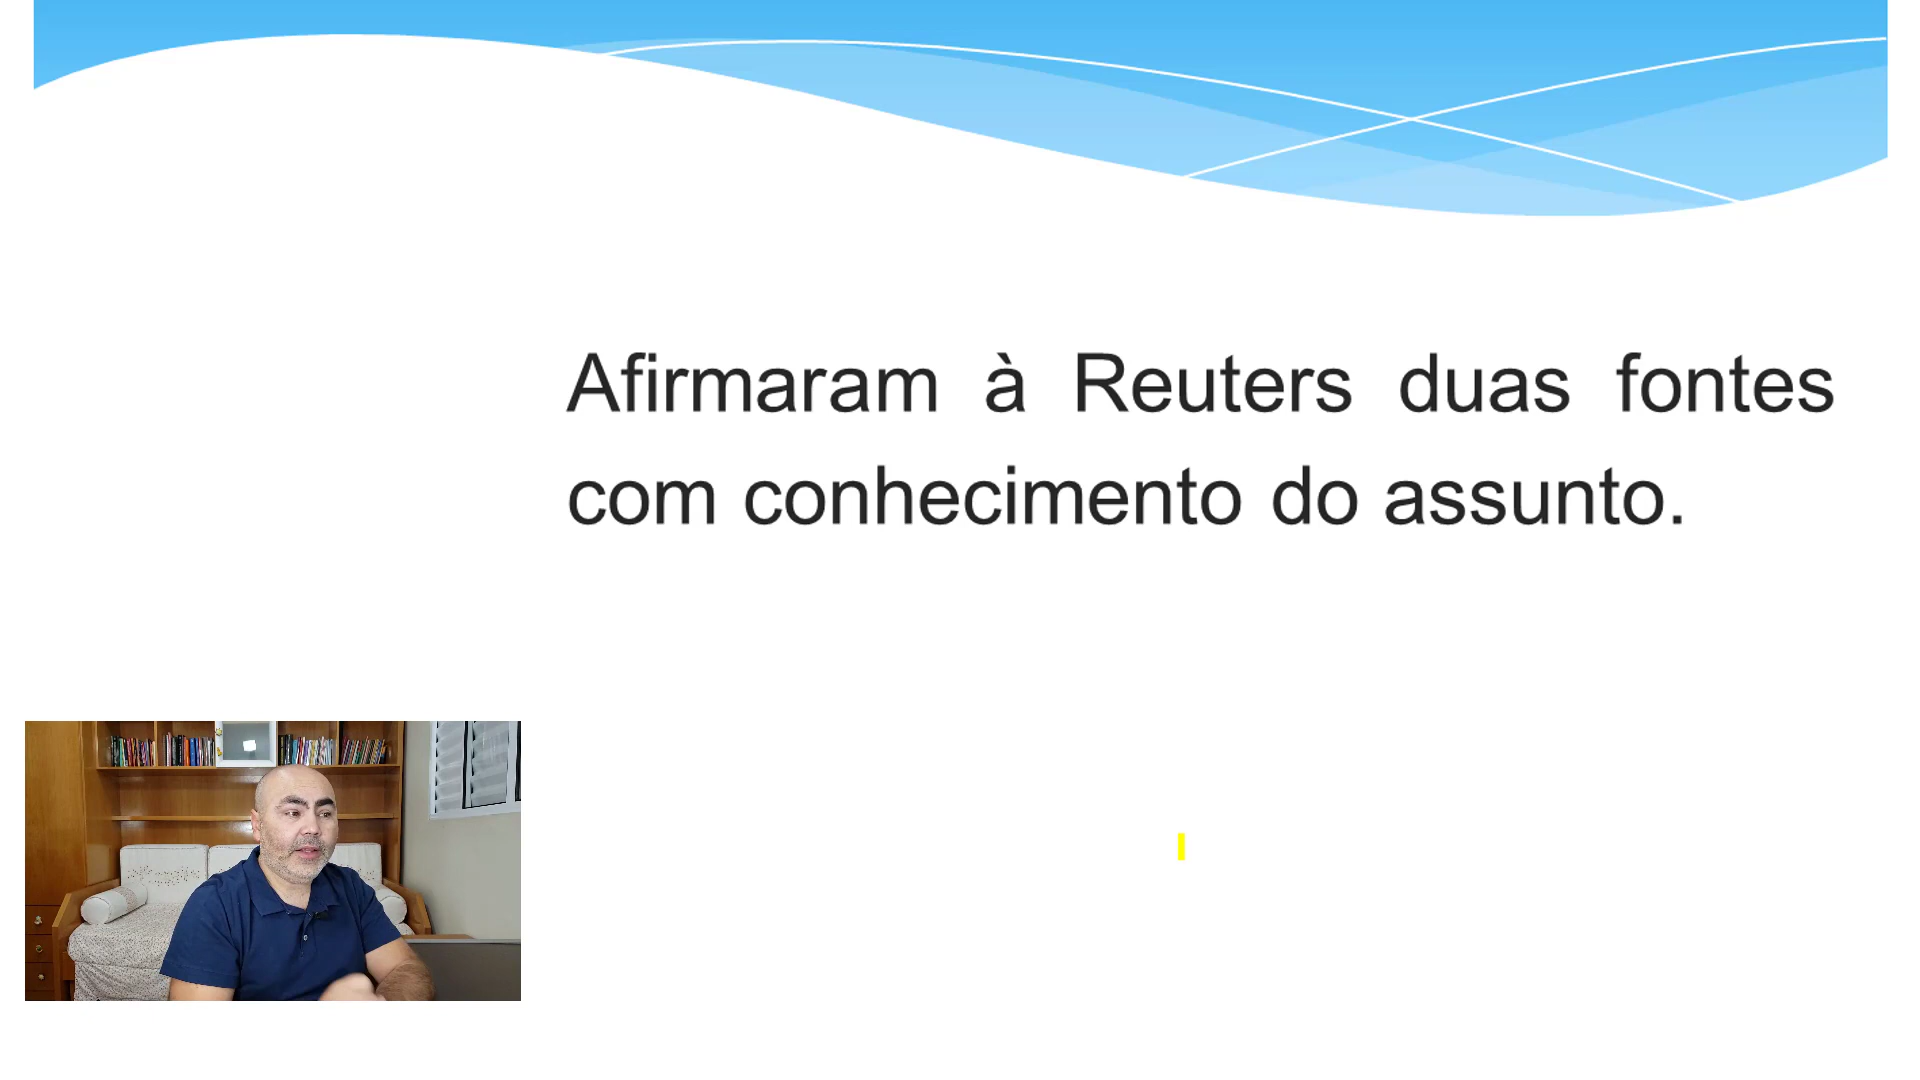 Afirmaram à Reuters duas fontes
com conhecimento do assunto.